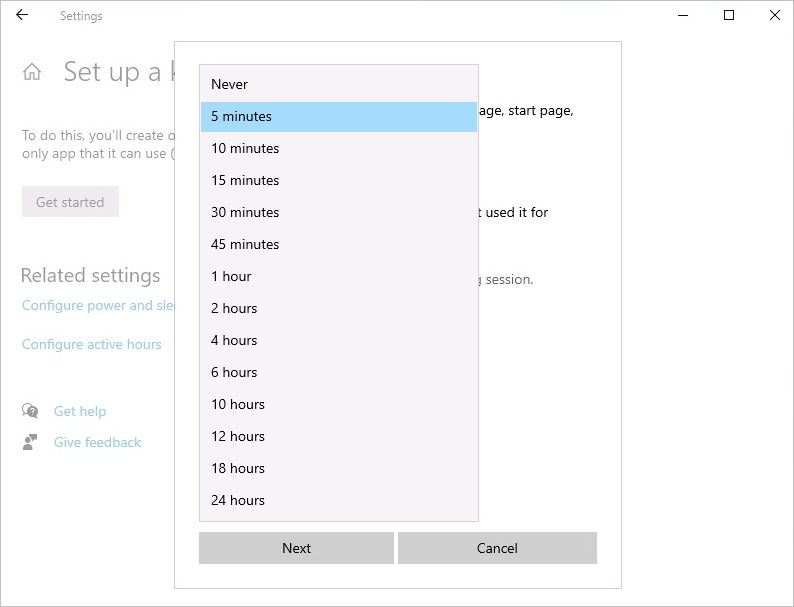 Settings
Set up a
To do this, you'll create
only app that it can use (
Get started
Related settings
Configure power and
Configure active hours
Get help
Give feedback
Never
5 minutes
10 minutes
15 minutes
30 minutes
45 minutes
1 hour
2 hours
4 hours
6 hours
10 hours
12 hours
18 hours
24 hours
age, start page,
used it for
session.
Next
Cancel